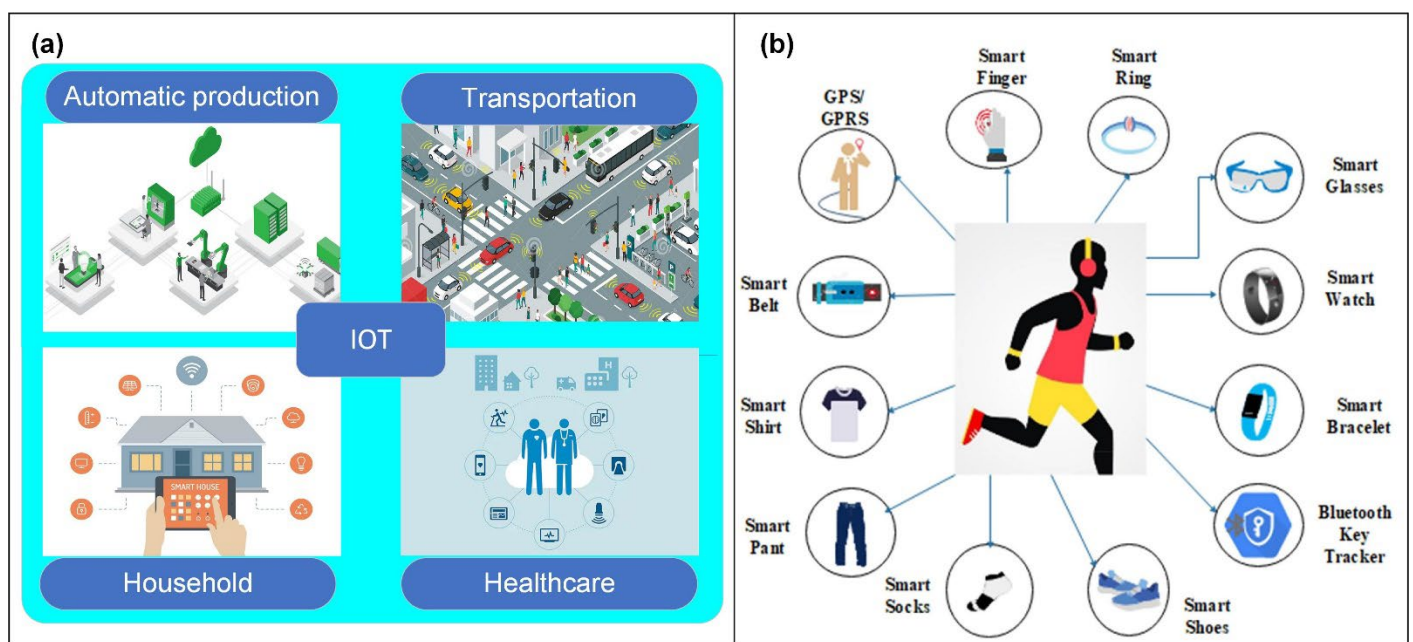 (a)
Automatic production
Transportation
IOT
SMART HOUSE
H
Household
Healthcare
(b)
Smart
Finger
Smart
Ring
GPS/
GPRS
Smart
Glasses
Smart
Belt
Smart
Watch
Smart
Shirt
Smart
Bracelet
Smart
Pant
Bluetooth
Key
Tracker
Smart
Socks
Smart
Shoes